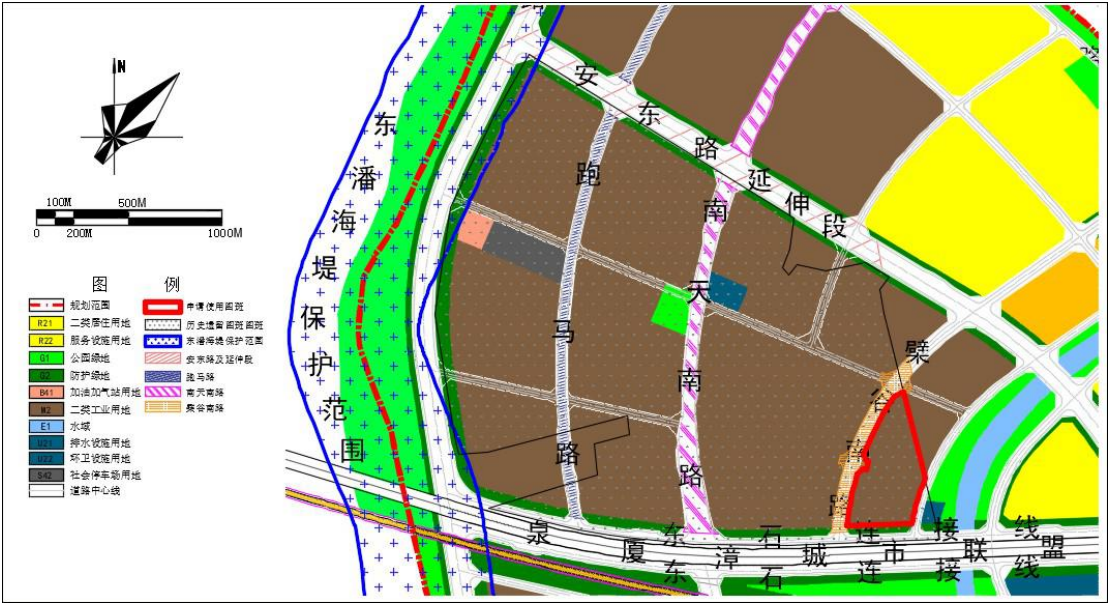 N
100M 500M
0 200M 1000M
图 例
规划范围
R21 二类居住用地
R22 服务设施用地
G1 公园绿地
G2 防护绿地
B41 加油加气站用地
M2 二类工业用地
E1 水域
U21 排水设施用地
U22 环卫设施用地
S42 社会停车场用地
道路中心线
申请使用图斑
历史遗留图斑图斑
东潘海堤保护范围
安东路及延伸段
跑马路
南天南路
檗谷南路
东潘海堤保护范围
安东路延伸段
跑马路
南天南路
檗谷南路
东石连接线
泉厦漳城市联盟线
东石连接线